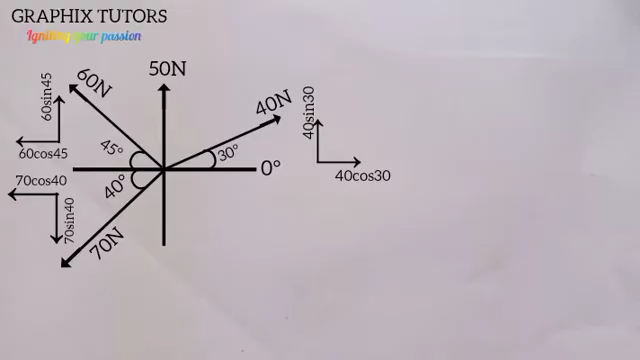 GRAPHIX TUTORS
Igniting your passion
50N
60N
40N
60sin45
40sin30
45°
30°
60cos45
0°
40cos30
70cos40
40°
70sin40
70N